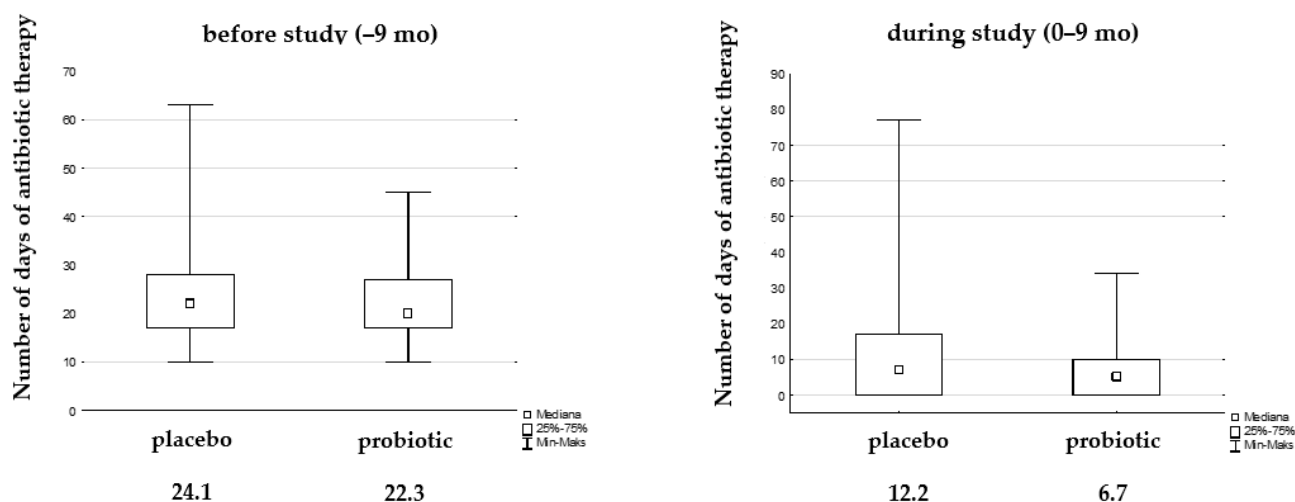 before study (–9 mo)
Number of days of antibiotic therapy
70
60
50
40
30
20
10
0
placebo
probiotic
Mediana
25%-75%
Min-Maks
24.1
22.3
during study (0–9 mo)
Number of days of antibiotic therapy
90
80
70
60
50
40
30
20
10
0
placebo
probiotic
Mediana
25%-75%
Min-Maks
12.2
6.7